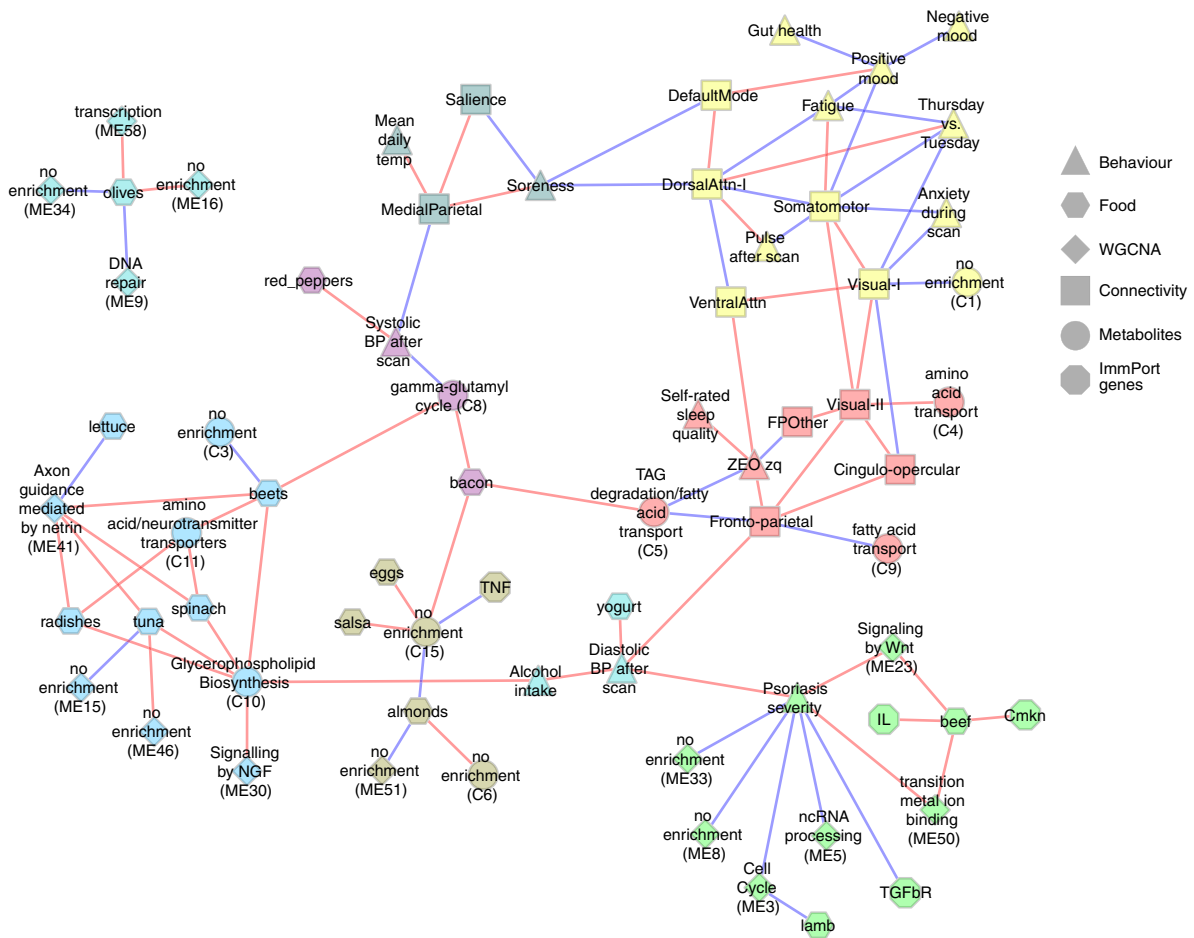 Gut health
Negative
mood
Positive
mood
DefaultMode
Salience
Fatigue
Thursday
vs.
Tuesday
transcription
(ME58)
Mean
daily
temp
Behaviour
no
enrichment
(ME34)
olives
no
enrichment
(ME16)
Soreness
DorsalAttn-I
MedialParietal
Somatomotor
Anxiety
during
scan
Food
Pulse
after scan
WGCNA
DNA
repair
(ME9)
red_peppers
VentralAttn
Visual-I
no
enrichment
(C1)
Connectivity
Systolic
BP after
scan
Metabolites
gamma-glutamyl
cycle (C8)
ImmPort
genes
Self-rated
sleep
quality
FPOther
Visual-II
amino
acid
transport
(C4)
lettuce
no
enrichment
(C3)
ZEO zq
Cingulo-opercular
Axon
guidance
mediated
by netrin
(ME41)
beets
bacon
TAG
degradation/fatty
acid
transport
(C5)
Fronto-parietal
amino
acid/neurotransmitter
transporters
(C11)
fatty acid
transport
(C9)
eggs
TNF
radishes
tuna
spinach
salsa
no
enrichment
(C15)
yogurt
Signaling
by Wnt
(ME23)
Glycerophospholipid
Biosynthesis
(C10)
Alcohol
intake
Diastolic
BP after
scan
Psoriasis
severity
no
enrichment
(ME15)
no
enrichment
(ME46)
almonds
IL
beef
Cmkn
Signalling
by NGF
(ME30)
no
enrichment
(ME51)
no
enrichment
(C6)
no
enrichment
(ME33)
transition
metal ion
binding
(ME50)
no
enrichment
(ME8)
ncRNA
processing
(ME5)
Cell
Cycle
(ME3)
TGFbR
lamb